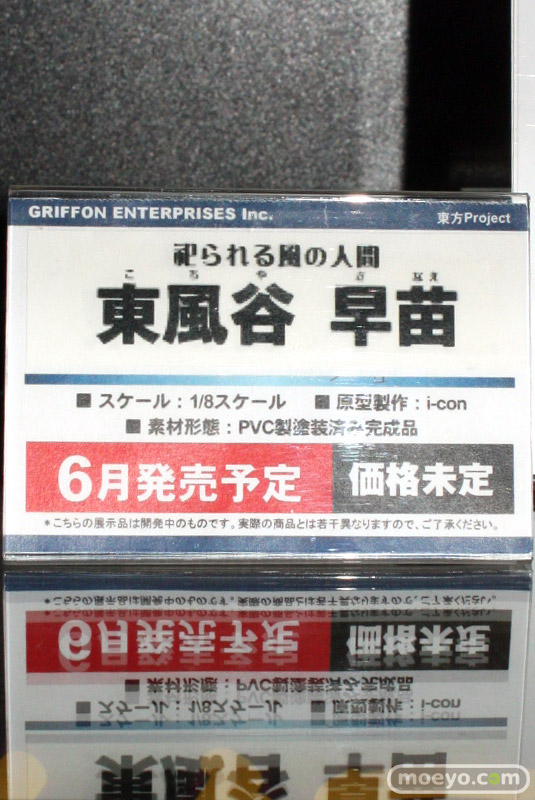 GRIFFON ENTERPRISES Inc. 東方Project
祀られる風の人間
こち や さ なえ
東風谷 早苗
■ スケール：1/8スケール ■ 原型製作：i-con
■ 素材形態：PVC製塗装済み完成品
6月発売予定 価格未定
＊こちらの展示品は開発中のものです。実際の商品とは若干異なりますので、ご了承ください。
moeyo.com